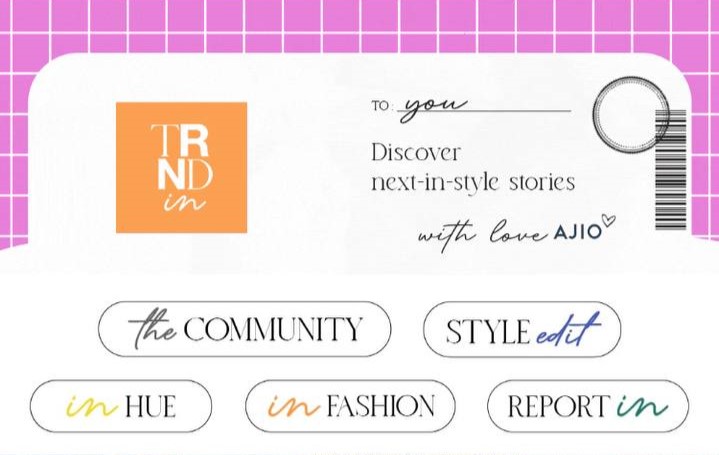 TRND in
TO: you
Discover
next-in-style stories
with love AJIO
the COMMUNITY
STYLE edit
in HUE
in FASHION
REPORT in